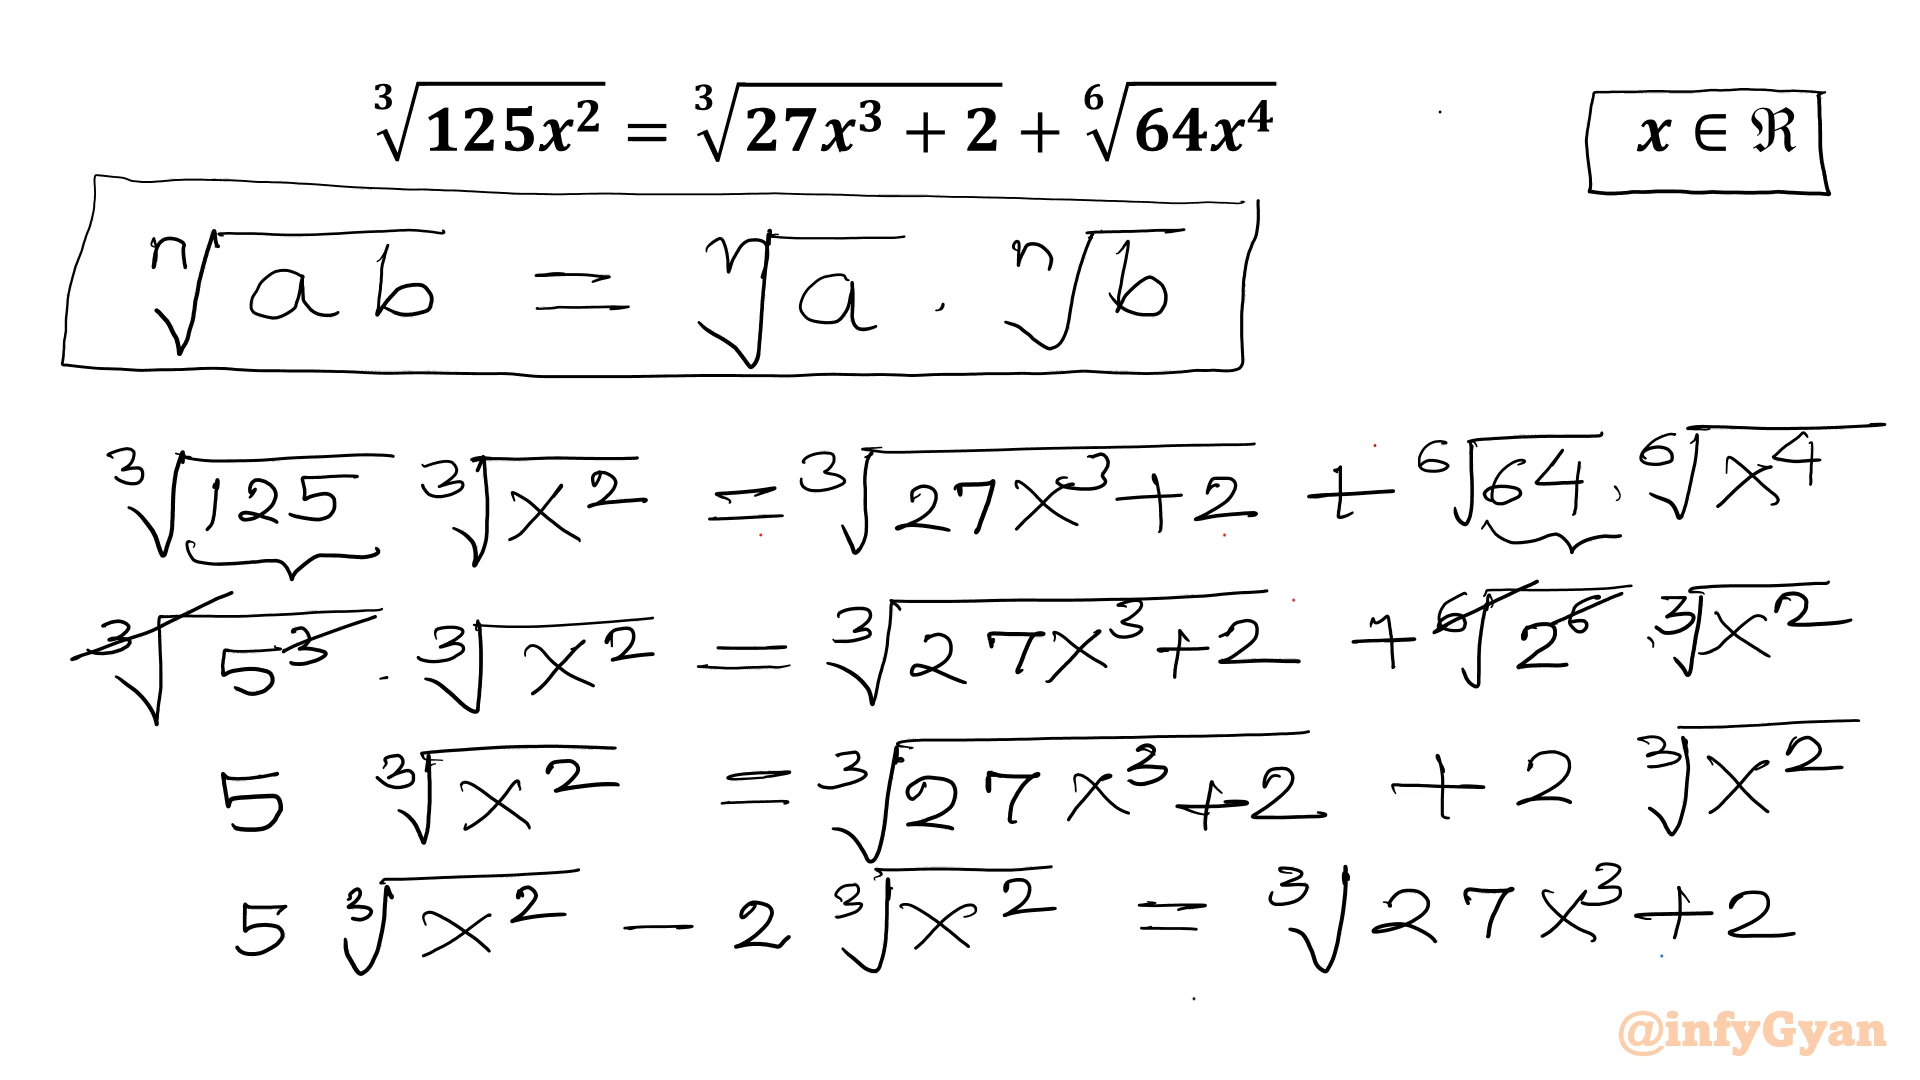 ∛(125x²) = ∛(27x³ + 2) + ⁶√(64x⁴)    x ∈ ℜ
ⁿ√(ab) = ⁿ√a . ⁿ√b
∛125 ∛(x²) = ∛(27x³+2) + ⁶√64 . ⁶√(x⁴)
∛(5³) . ∛(x²) = ∛(27x³+2) + ⁶√(2⁶) . ∛(x²)
5 ∛(x²) = ∛(27x³+2) + 2 ∛(x²)
5 ∛(x²) − 2 ∛(x²) = ∛27x³+2
@infyGyan